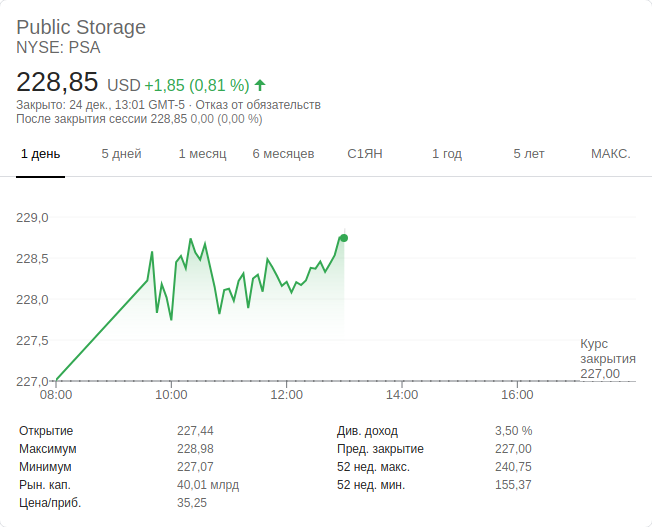 Public Storage
NYSE: PSA
228,85 USD +1,85 (0,81 %)
Закрыто: 24 дек., 13:01 GMT-5 · Отказ от обязательств
После закрытия сессии 228,85 0,00 (0,00 %)
1 день 5 дней 1 месяц 6 месяцев С1ЯН 1 год 5 лет МАКС.
229,0
228,5
228,0
227,5
227,0
Курс
закрытия
227,00
08:00 10:00 12:00 14:00 16:00
Открытие 227,44 Див. доход 3,50 %
Максимум 228,98 Пред. закрытие 227,00
Минимум 227,07 52 нед. макс. 240,75
Рын. кап. 40,01 млрд 52 нед. мин. 155,37
Цена/приб. 35,25